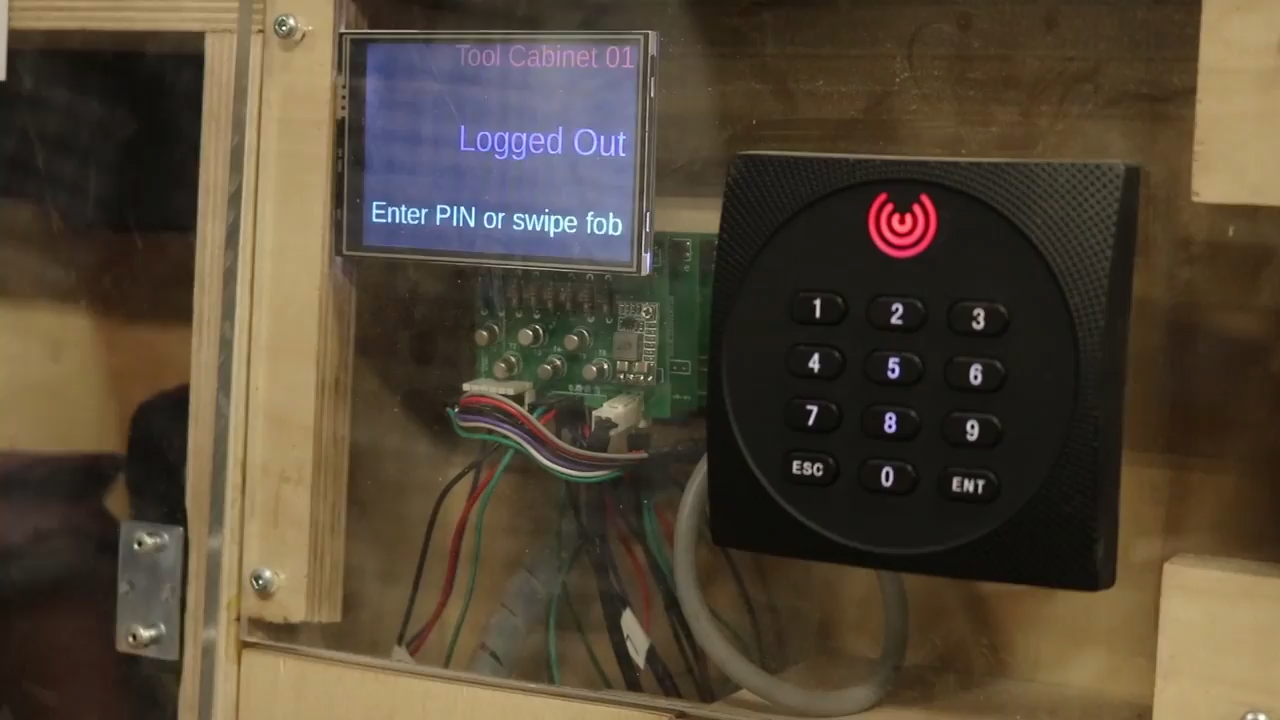 Tool Cabinet 01
Logged Out
Enter PIN or swipe fob
1 2 3
4 5 6
7 8 9
ESC 0 ENT